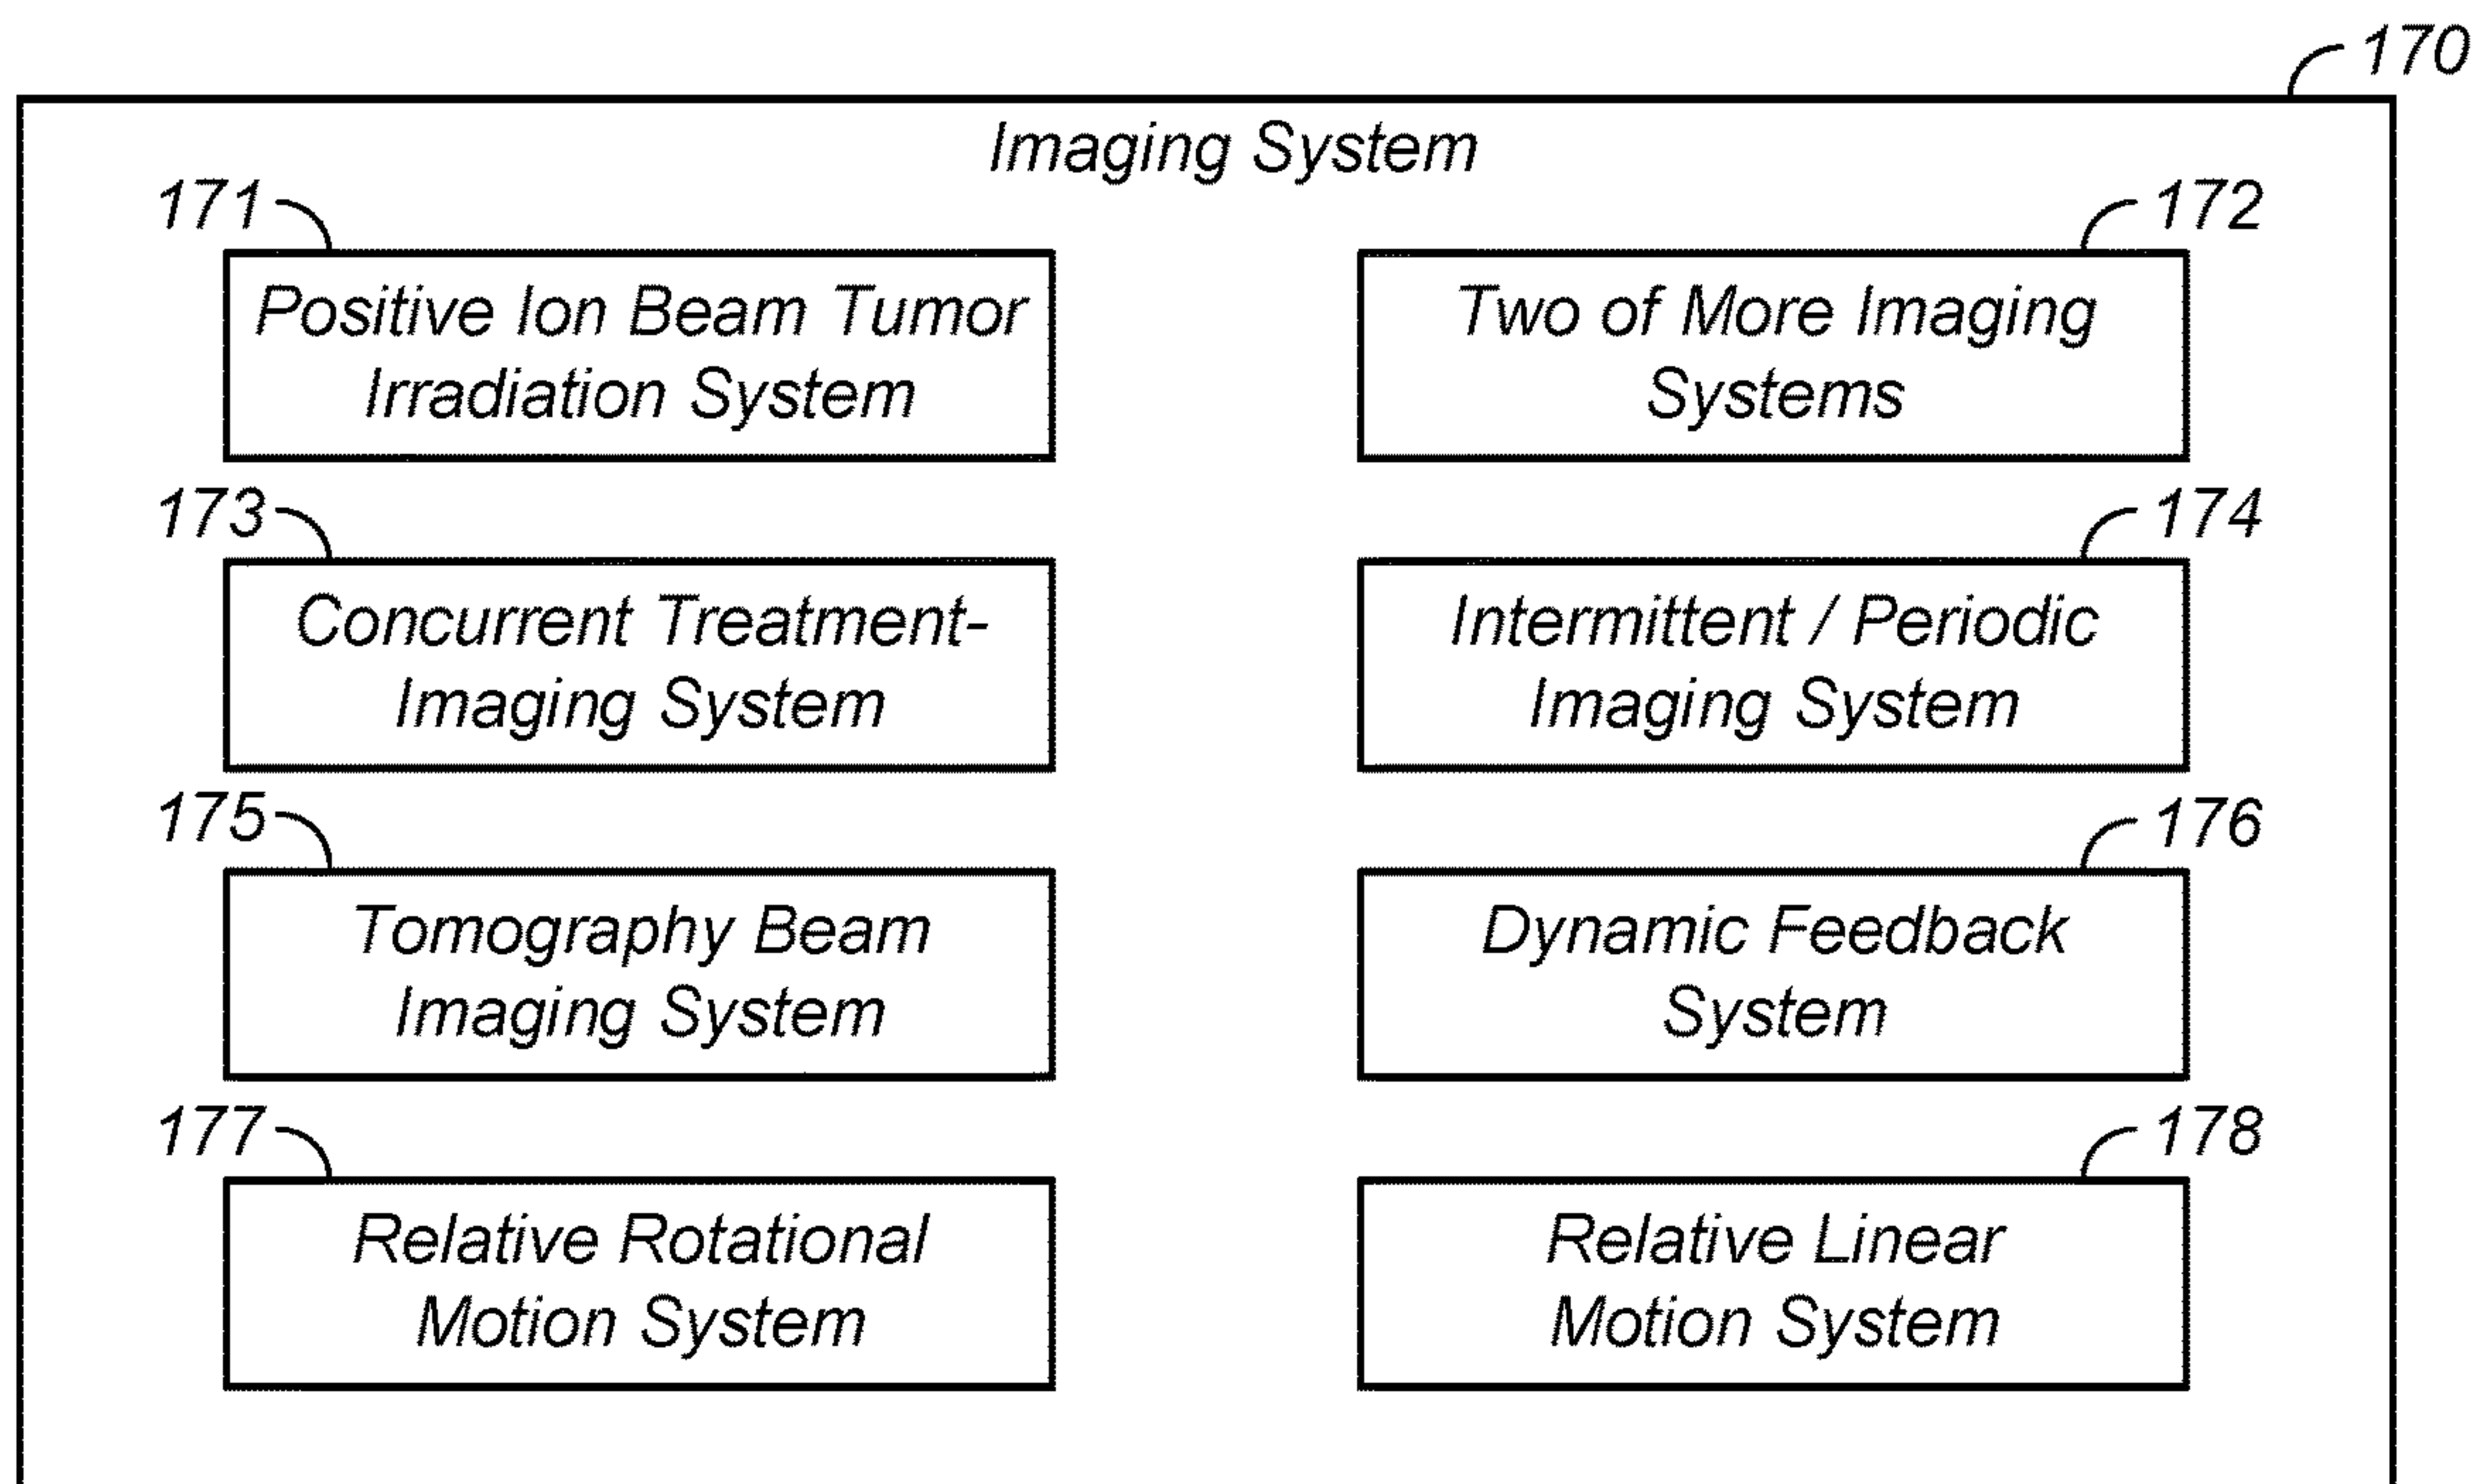 170
Imaging System
171
172
Positive Ion Beam Tumor
Irradiation System
Two of More Imaging
Systems
173
174
Concurrent Treatment-
Imaging System
Intermittent / Periodic
Imaging System
175
176
Tomography Beam
Imaging System
Dynamic Feedback
System
177
178
Relative Rotational
Motion System
Relative Linear
Motion System